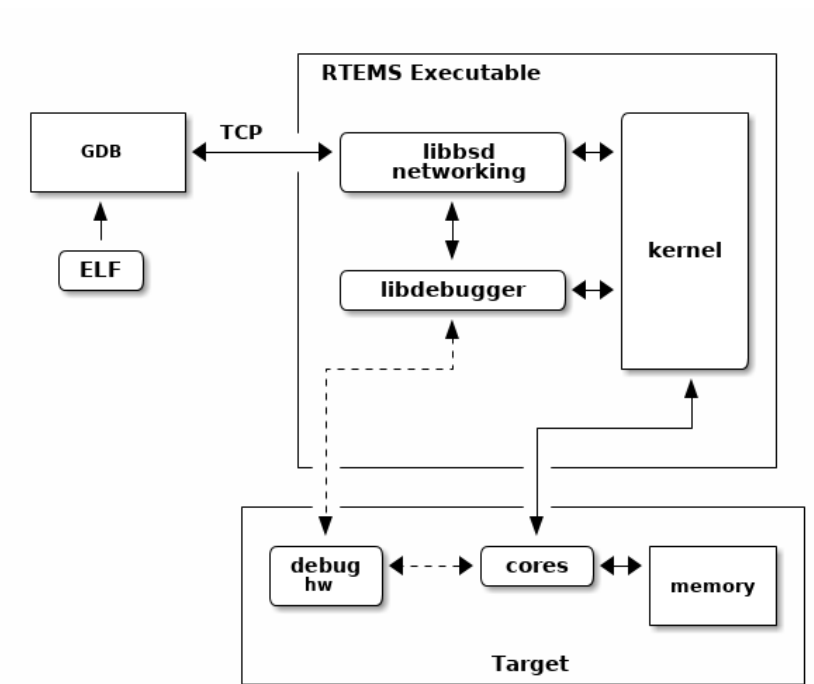 RTEMS Executable
TCP
GDB
libbsd
networking
kernel
ELF
libdebugger
debug
hw
cores
memory
Target